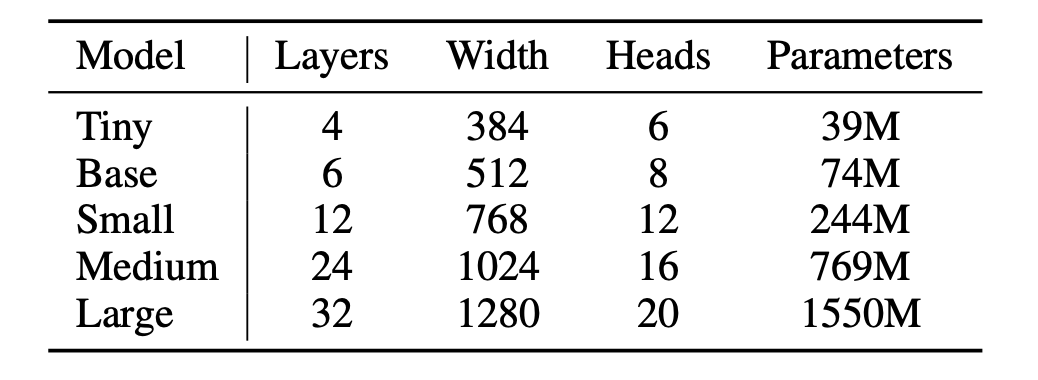 Model Layers Width Heads Parameters
Tiny 4 384 6 39M
Base 6 512 8 74M
Small 12 768 12 244M
Medium 24 1024 16 769M
Large 32 1280 20 1550M